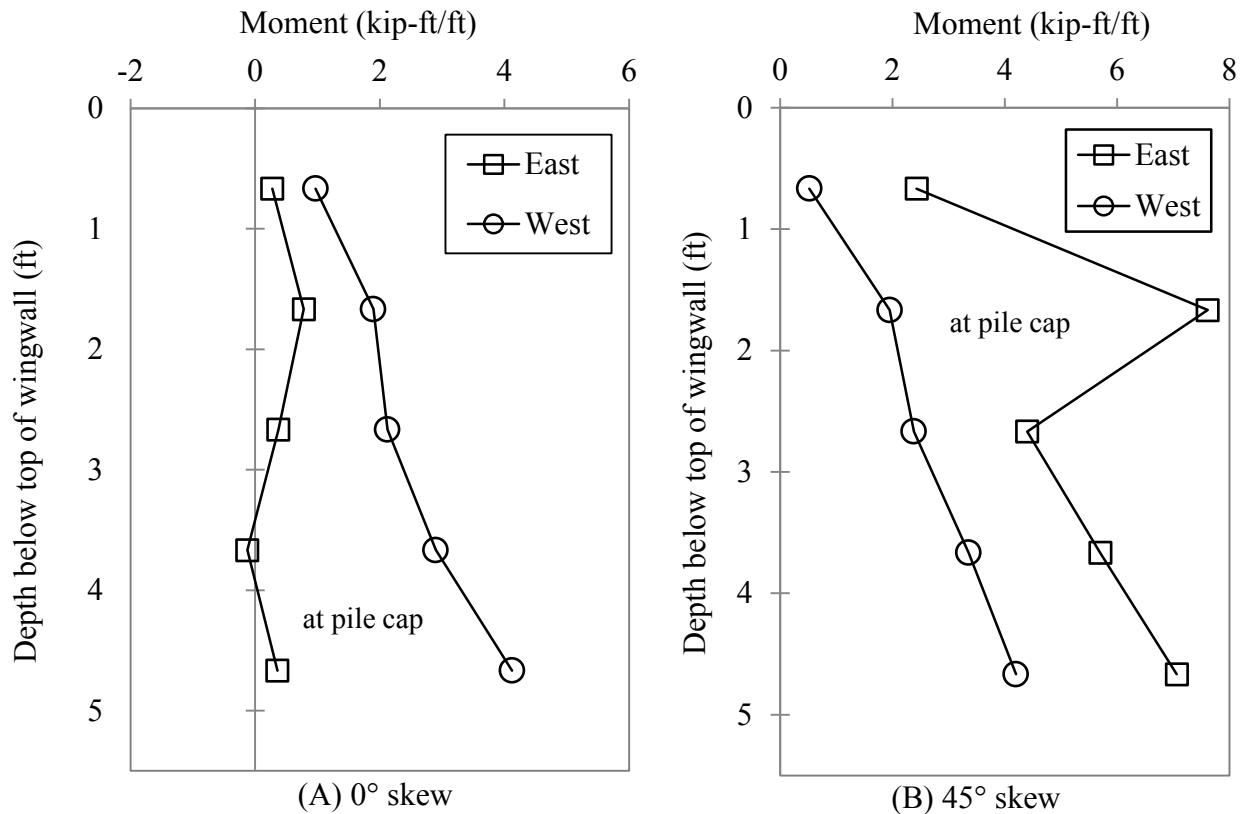 Moment (kip-ft/ft)
-2 0 2 4 6
0
1
2
3
4
5
Depth below top of wingwall (ft)
East
West
at pile cap
(A) 0° skew
Moment (kip-ft/ft)
0 2 4 6 8
0
1
2
3
4
5
Depth below top of wingwall (ft)
East
West
at pile cap
(B) 45° skew